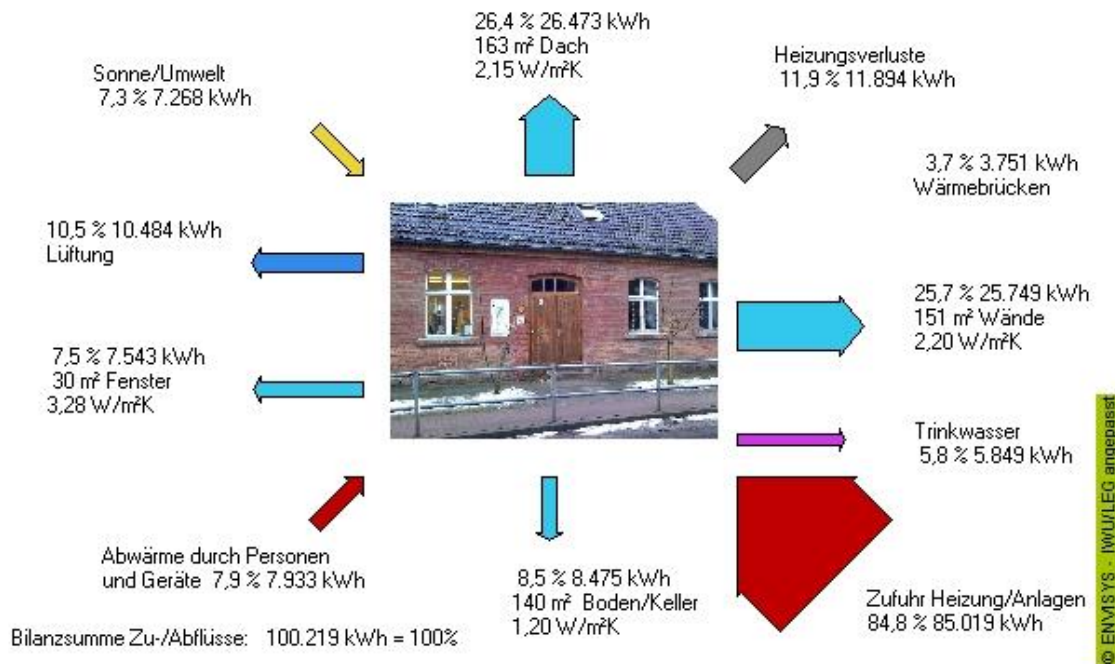 26,4 % 26.473 kWh
163 m² Dach
2,15 W/m²K
Heizungsverluste
11,9 % 11.894 kWh
Sonne/Umwelt
7,3 % 7.268 kWh
3,7 % 3.751 kWh
Wärmebrücken
10,5 % 10.484 kWh
Lüftung
25,7 % 25.749 kWh
151 m² Wände
2,20 W/m²K
7,5 % 7.543 kWh
30 m² Fenster
3,28 W/m²K
Trinkwasser
5,8 % 5.849 kWh
Abwärme durch Personen
und Geräte 7,9 % 7.933 kWh
8,5 % 8.475 kWh
140 m² Boden/Keller
1,20 W/m²K
Zufuhr Heizung/Anlagen
84,8 % 85.019 kWh
Bilanzsumme Zu-/Abflüsse: 100.219 kWh = 100%
© ENVISYS - IWU/LEG angepasst